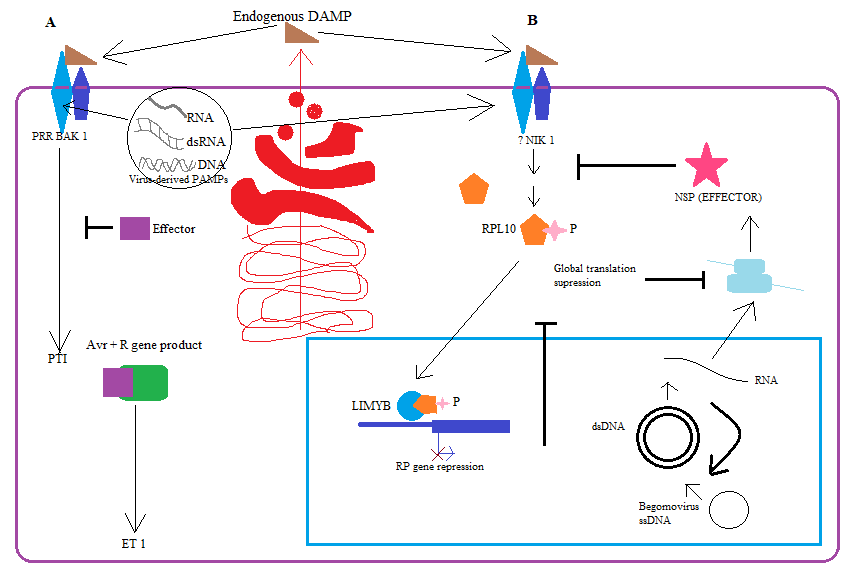 A
Endogenous DAMP
B
RNA
dsRNA
DNA
Virus-derived PAMPs
PRR BAK 1
? NIK 1
NSP (EFFECTOR)
Effector
RPL10
P
Global translation
supression
Avr + R gene product
PTI
RNA
LIMYB
P
dsDNA
RP gene repression
Begomovirus
ssDNA
ET 1